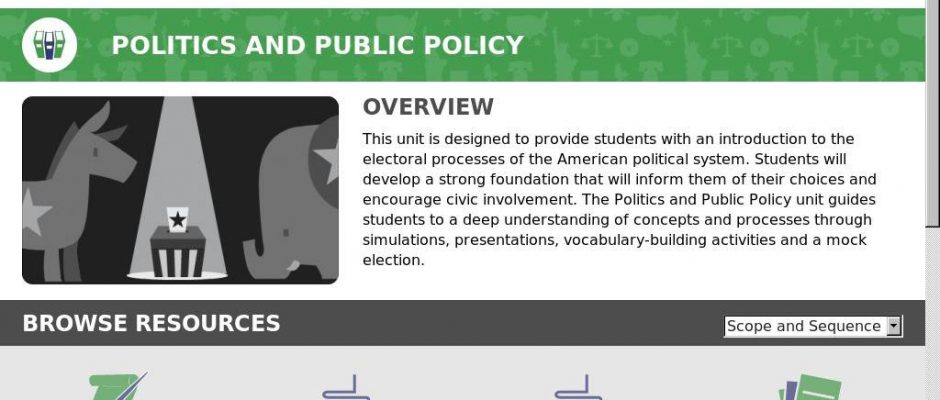 POLITICS AND PUBLIC POLICY
OVERVIEW
This unit is designed to provide students with an introduction to the
electoral processes of the American political system. Students will
develop a strong foundation that will inform them of their choices and
encourage civic involvement. The Politics and Public Policy unit guides
students to a deep understanding of concepts and processes through
simulations, presentations, vocabulary-building activities and a mock
election.
BROWSE RESOURCES
Scope and Sequence